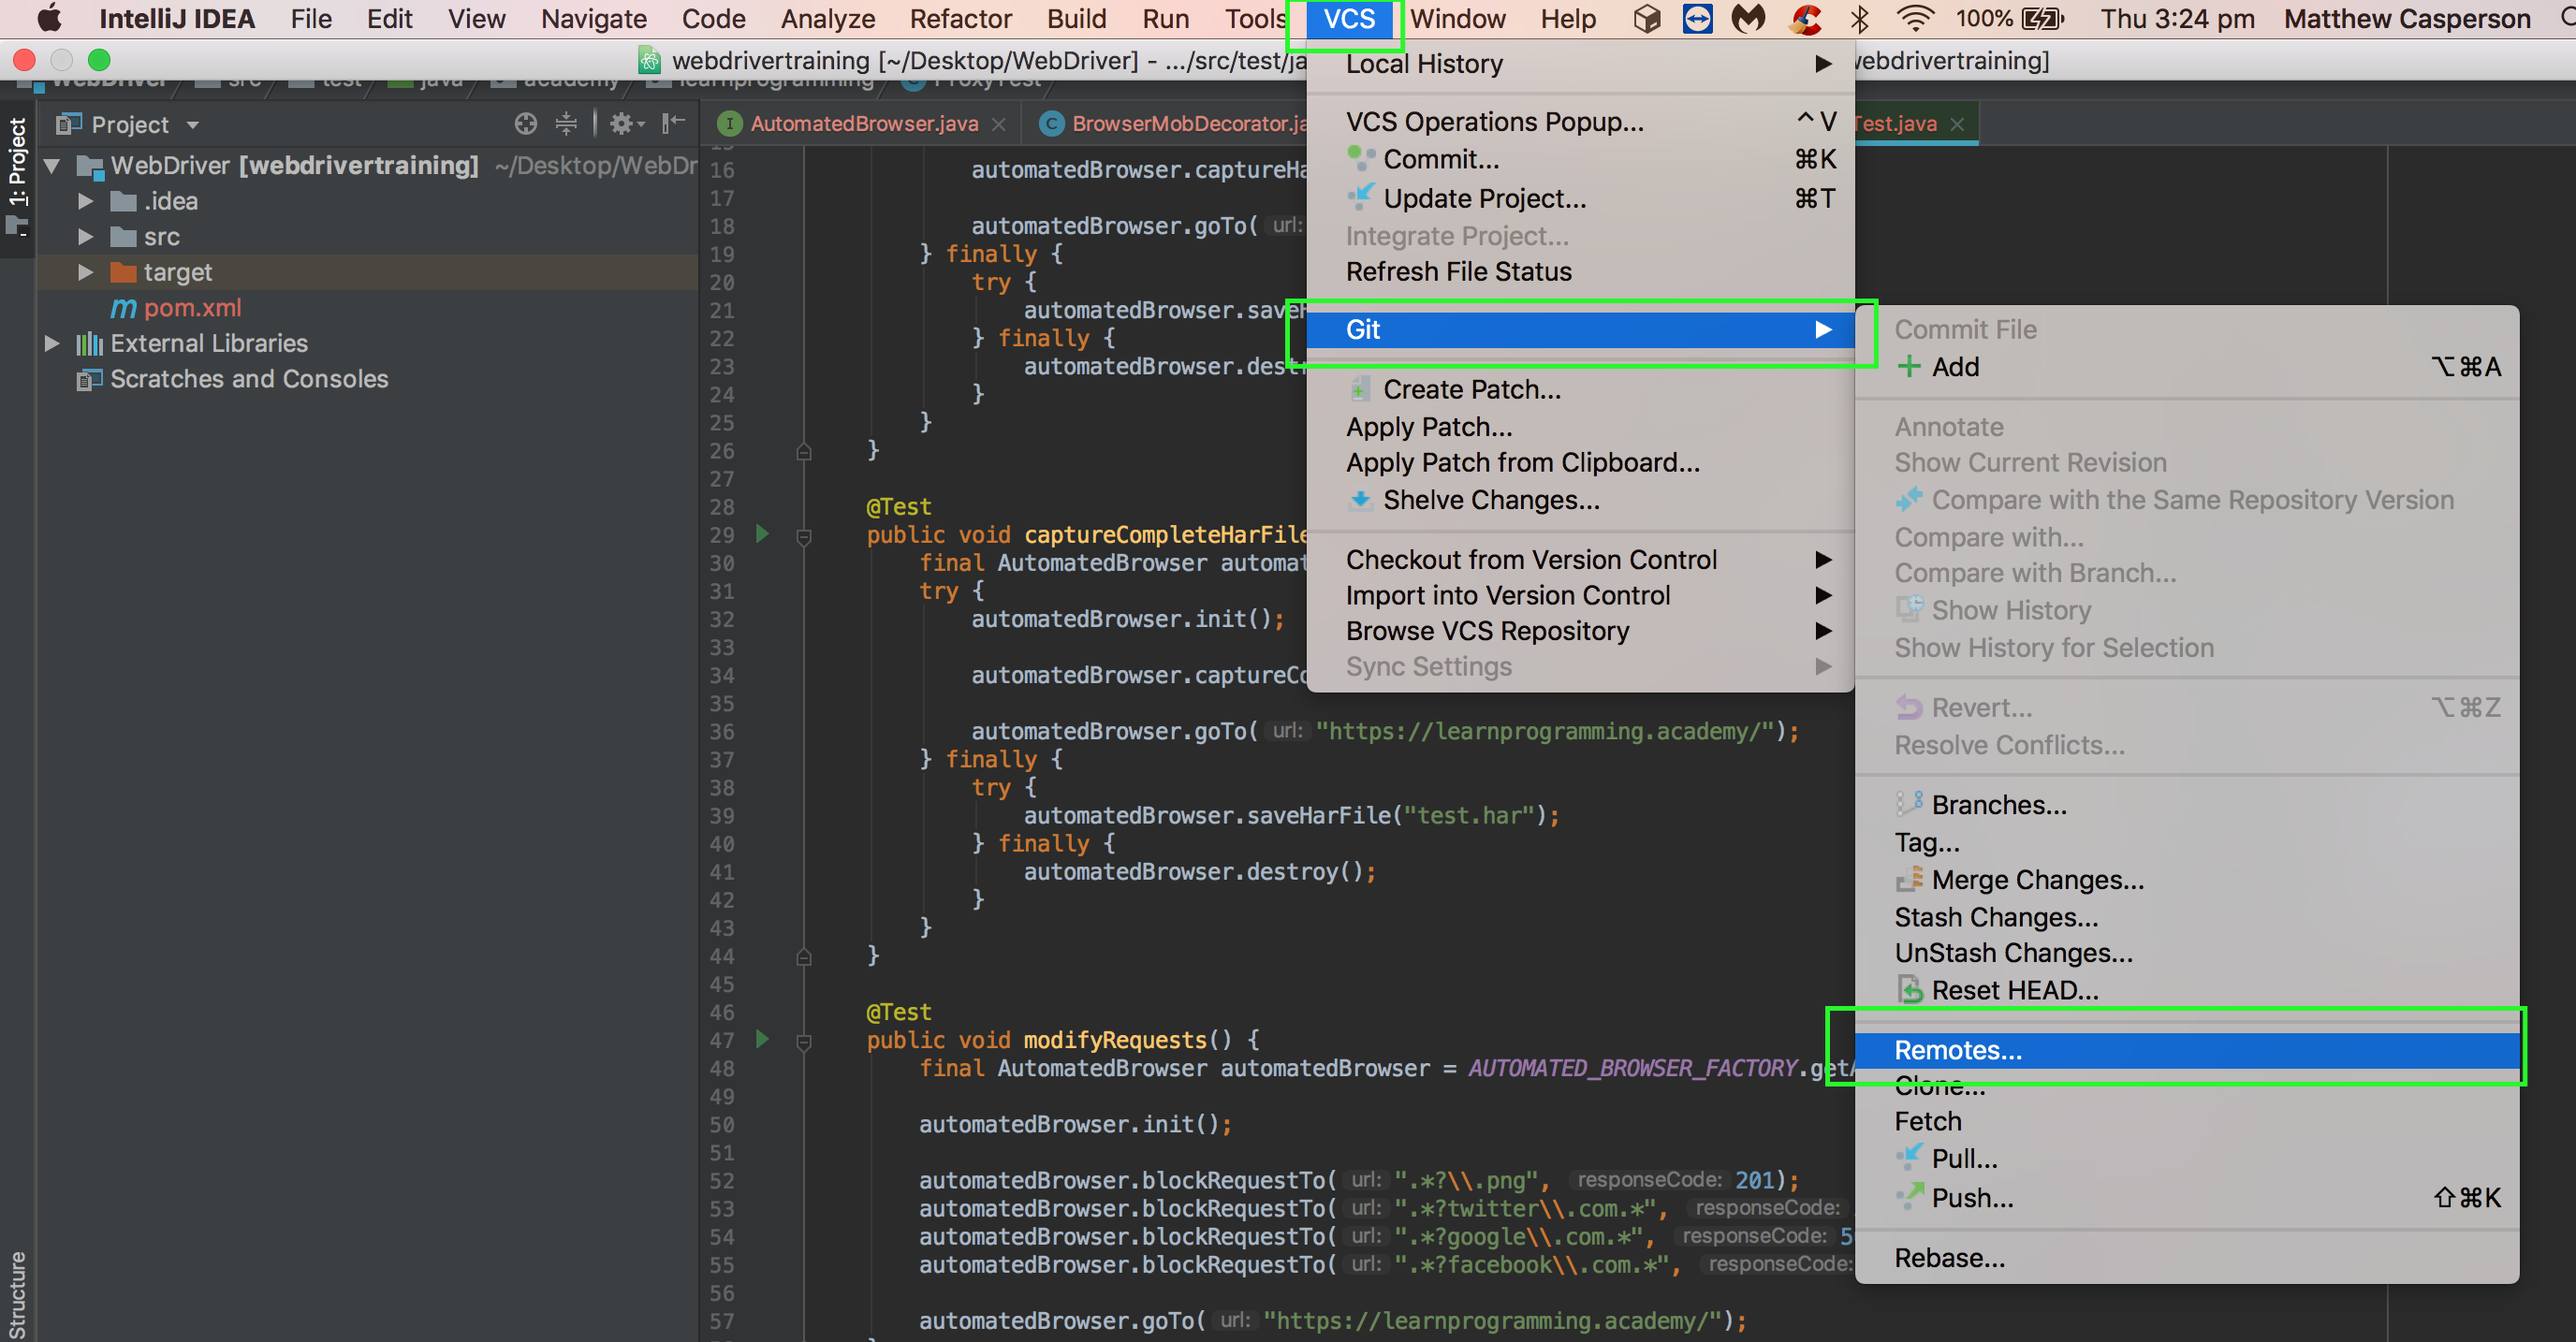 IntelliJ IDEA File Edit View Navigate Code Analyze Refactor Build Run Tools VCS Window Help 100% Thu 3:24 pm Matthew Casperson
webdrivertraining [~/Desktop/WebDriver] - .../src/test/ja ebdrivertraining]
WebDriver src test java academy learnprogramming ProxyTest
1: Project
Structure
Project
WebDriver [webdrivertraining] ~/Desktop/WebDr
.idea
src
target
pom.xml
External Libraries
Scratches and Consoles
AutomatedBrowser.java BrowserMobDecorator.ja Test.java
15
16 automatedBrowser.captureHa
17
18 automatedBrowser.goTo( url:
19 } finally {
20 try {
21 automatedBrowser.saveH
22 } finally {
23 automatedBrowser.destr
24 }
25 }
26 }
27
28 @Test
29 public void captureCompleteHarFile
30 final AutomatedBrowser automat
31 try {
32 automatedBrowser.init();
33
34 automatedBrowser.captureCo
35
36 automatedBrowser.goTo( url: "https://learnprogramming.academy/");
37 } finally {
38 try {
39 automatedBrowser.saveHarFile("test.har");
40 } finally {
41 automatedBrowser.destroy();
42 }
43 }
44 }
45
46 @Test
47 public void modifyRequests() {
48 final AutomatedBrowser automatedBrowser = AUTOMATED_BROWSER_FACTORY.getA
49
50 automatedBrowser.init();
51
52 automatedBrowser.blockRequestTo( url: ".*?\\.png", responseCode: 201);
53 automatedBrowser.blockRequestTo( url: ".*?twitter\\.com.*", responseCode:
54 automatedBrowser.blockRequestTo( url: ".*?google\\.com.*", responseCode: 5
55 automatedBrowser.blockRequestTo( url: ".*?facebook\\.com.*", responseCode:
56
57 automatedBrowser.goTo( url: "https://learnprogramming.academy/");
Local History
VCS Operations Popup... ^V
Commit... ⌘K
Update Project... ⌘T
Integrate Project...
Refresh File Status
Git
Create Patch...
Apply Patch...
Apply Patch from Clipboard...
Shelve Changes...
Checkout from Version Control
Import into Version Control
Browse VCS Repository
Sync Settings
Commit File
Add ⌥⌘A
Annotate
Show Current Revision
Compare with the Same Repository Version
Compare with...
Compare with Branch...
Show History
Show History for Selection
Revert... ⌥⌘Z
Resolve Conflicts...
Branches...
Tag...
Merge Changes...
Stash Changes...
UnStash Changes...
Reset HEAD...
Remotes...
Clone...
Fetch
Pull...
Push... ⇧⌘K
Rebase...